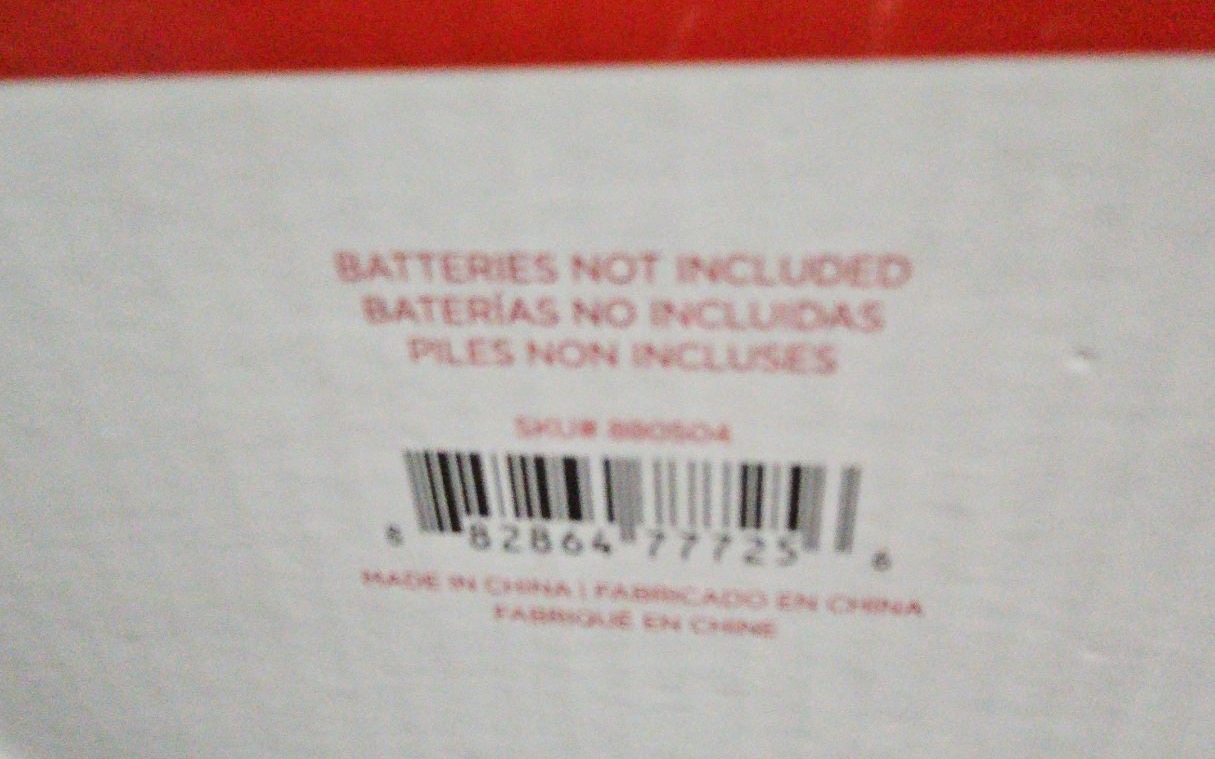 BATTERIES NOT INCLUDED
BATERÍAS NO INCLUIDAS
PILES NON INCLUSES
SKU# 880504
8 82864 77725 6
MADE IN CHINA | FABRICADO EN CHINA
FABRIQUÉ EN CHINE